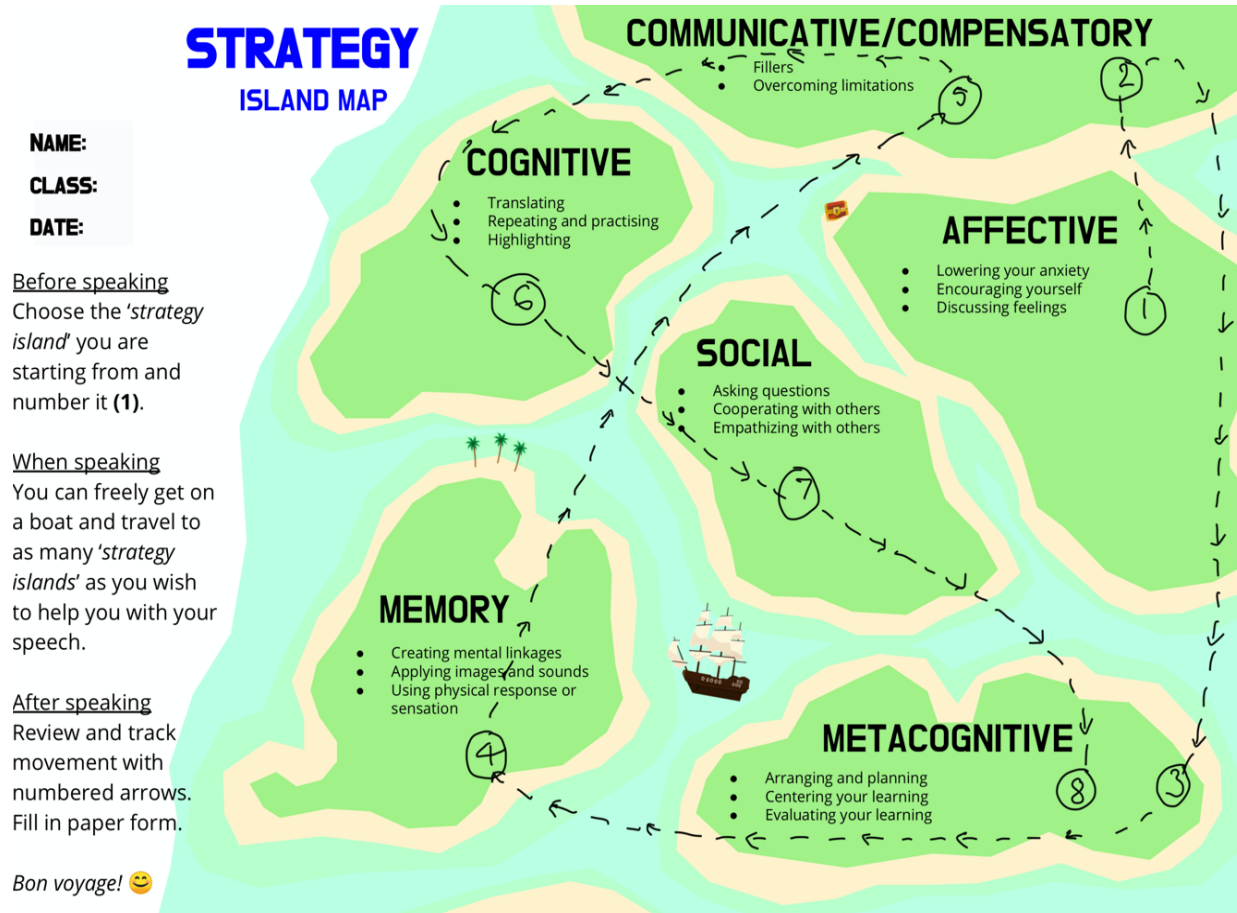 STRATEGY
ISLAND MAP
NAME:
CLASS:
DATE:
Before speaking
Choose the ‘strategy
island’ you are
starting from and
number it (1).
When speaking
You can freely get on
a boat and travel to
as many ‘strategy
islands’ as you wish
to help you with your
speech.
After speaking
Review and track
movement with
numbered arrows.
Fill in paper form.
Bon voyage! 😊
COMMUNICATIVE/COMPENSATORY
• Fillers
• Overcoming limitations
5
2
COGNITIVE
• Translating
• Repeating and practising
• Highlighting
6
AFFECTIVE
• Lowering your anxiety
• Encouraging yourself
• Discussing feelings
1
SOCIAL
• Asking questions
• Cooperating with others
• Empathizing with others
7
MEMORY
• Creating mental linkages
• Applying images and sounds
• Using physical response or
sensation
4
METACOGNITIVE
• Arranging and planning
• Centering your learning
• Evaluating your learning
8
3